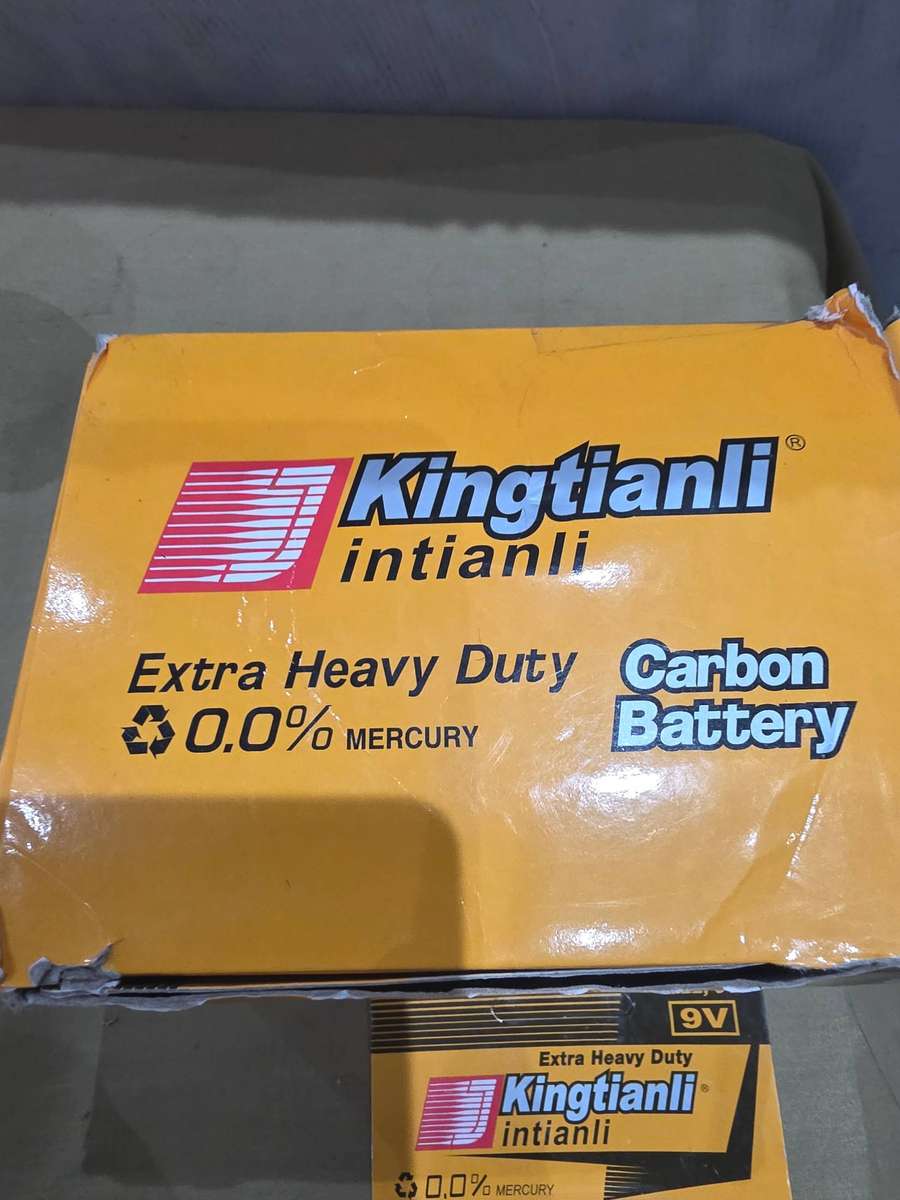 Kingtianli®
intianli
Extra Heavy Duty
0.0% MERCURY
Carbon
Battery
9V
Extra Heavy Duty
Kingtianli®
intianli
0.0% MERCURY